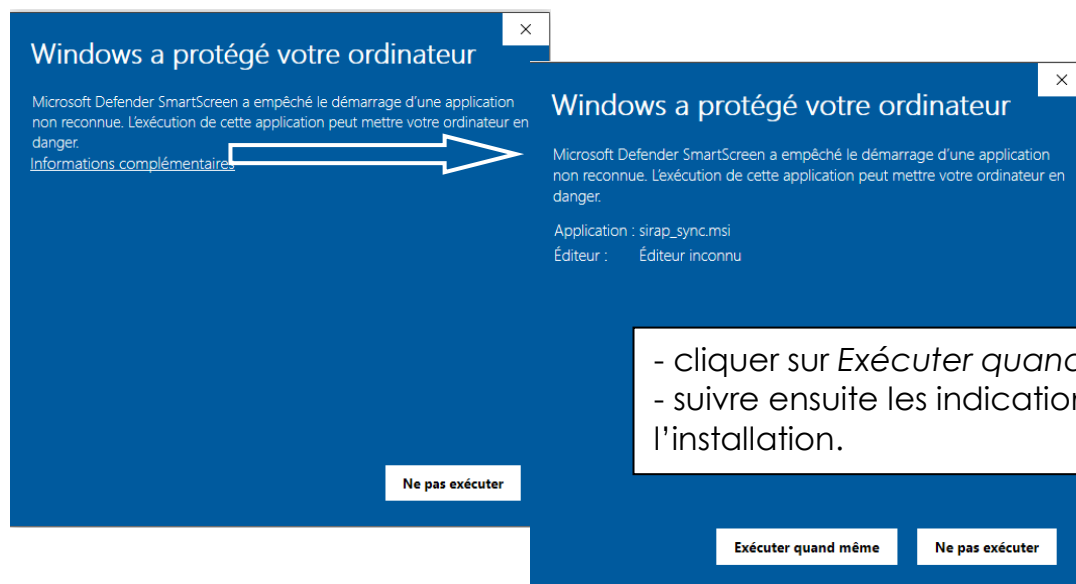 Windows a protégé votre ordinateur
Microsoft Defender SmartScreen a empêché le démarrage d'une application
non reconnue. L'exécution de cette application peut mettre votre ordinateur en
danger.
Informations complémentaires
Ne pas exécuter
Windows a protégé votre ordinateur
Microsoft Defender SmartScreen a empêché le démarrage d'une application
non reconnue. L'exécution de cette application peut mettre votre ordinateur en
danger.
Application : sirap_sync.msi
Éditeur : Éditeur inconnu
- cliquer sur Exécuter
- suivre ensuite les
l'installation.
Exécuter quand même
Ne pas exécuter